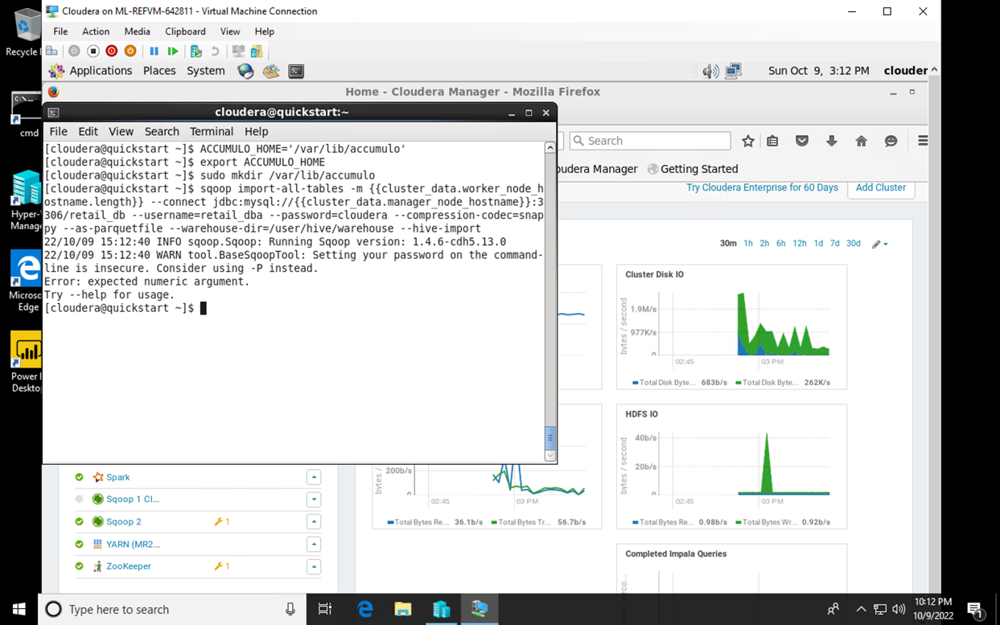 Cloudera on ML-REFVM-642811 - Virtual Machine Connection
File Action Media Clipboard View Help
Recycle
Applications Places System
Sun Oct 9, 3:12 PM clouder
Home - Cloudera Manager - Mozilla Firefox
cloudera@quickstart:~
File Edit View Search Terminal Help
Search
oudera Manager Getting Started
Try Cloudera Enterprise for 60 Days Add Cluster
[cloudera@quickstart ~]$ ACCUMULO_HOME='/var/lib/accumulo'
[cloudera@quickstart ~]$ export ACCUMULO_HOME
[cloudera@quickstart ~]$ sudo mkdir /var/lib/accumulo
[cloudera@quickstart ~]$ sqoop import-all-tables -m {{cluster_data.worker_node_h
ostname.length}} --connect jdbc:mysql://{{cluster_data.manager_node_hostname}}:3
306/retail_db --username=retail_dba --password=cloudera --compression-codec=snap
py --as-parquetfile --warehouse-dir=/user/hive/warehouse --hive-import
22/10/09 15:12:40 INFO sqoop.Sqoop: Running Sqoop version: 1.4.6-cdh5.13.0
22/10/09 15:12:40 WARN tool.BaseSqoopTool: Setting your password on the command-
line is insecure. Consider using -P instead.
Error: expected numeric argument.
Try --help for usage.
[cloudera@quickstart ~]$
cmd
Hyper-
Manage
Micros
Edge
Power
Deskto
30m 1h 2h 6h 12h 1d 7d 30d
Cluster Disk IO
bytes / second
1.9M/s
977K/s
0
02:45 03 PM
Total Disk Byte... 683b/s Total Disk Byte... 262K/s
HDFS IO
bytes / second
40b/s
20b/s
0
02:45 03 PM
Total Bytes Re... 0.98b/s Total Bytes Wr... 0.92b/s
bytes /
200b/s
0
02:45 03 PM
Total Bytes Re... 36.1b/s Total Bytes Tr... 56.7b/s
Completed Impala Queries
Spark
Sqoop 1 Cl...
Sqoop 2 1
YARN (MR2...
ZooKeeper 1
Type here to search
10:12 PM
10/9/2022
1